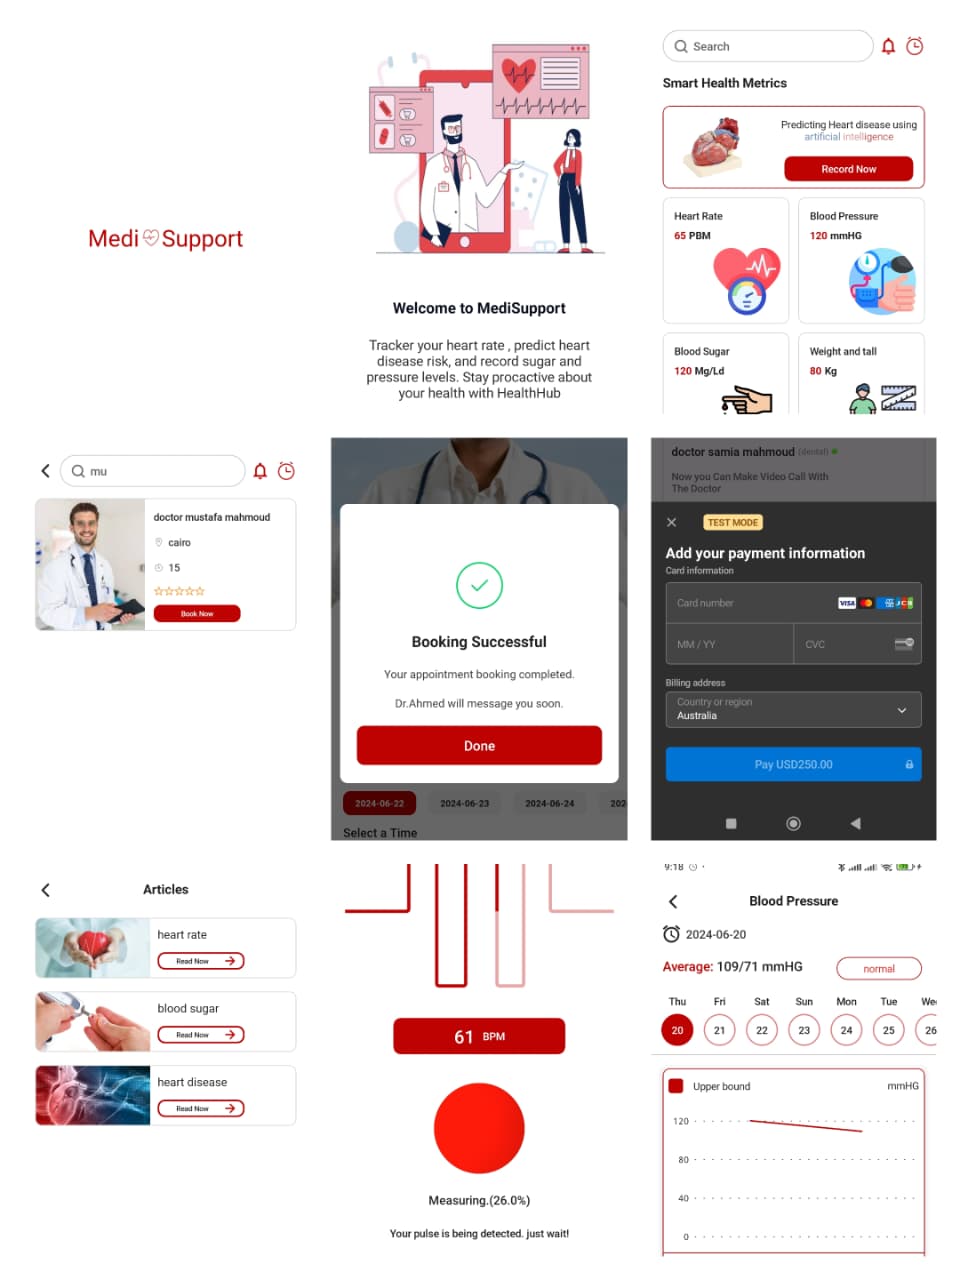 Medi Support
Welcome to MediSupport
Tracker your heart rate , predict heart
disease risk, and record sugar and
pressure levels. Stay procactive about
your health with HealthHub
Search
Smart Health Metrics
Predicting Heart disease using
artificial intelligence
Record Now
Heart Rate
65 PBM
Blood Pressure
120 mmHG
Blood Sugar
120 Mg/Ld
Weight and tall
80 Kg
mu
doctor mustafa mahmoud
cairo
15
Book Now
Booking Successful
Your appointment booking completed.
Dr.Ahmed will message you soon.
Done
2024-06-22
2024-06-23
2024-06-24
202
Select a Time
doctor samia mahmoud (dental)
Now you Can Make Video Call With
The Doctor
TEST MODE
Add your payment information
Card information
Card number
VISA
JCB
MM / YY
CVC
Billing address
Country or region
Australia
Pay USD250.00
Articles
heart rate
Read Now
blood sugar
Read Now
heart disease
Read Now
61 BPM
Measuring.(26.0%)
Your pulse is being detected. just wait!
9:18
Blood Pressure
2024-06-20
Average: 109/71 mmHG
normal
Thu Fri Sat Sun Mon Tue We
20 21 22 23 24 25 26
Upper bound
mmHG
120
80
40
0